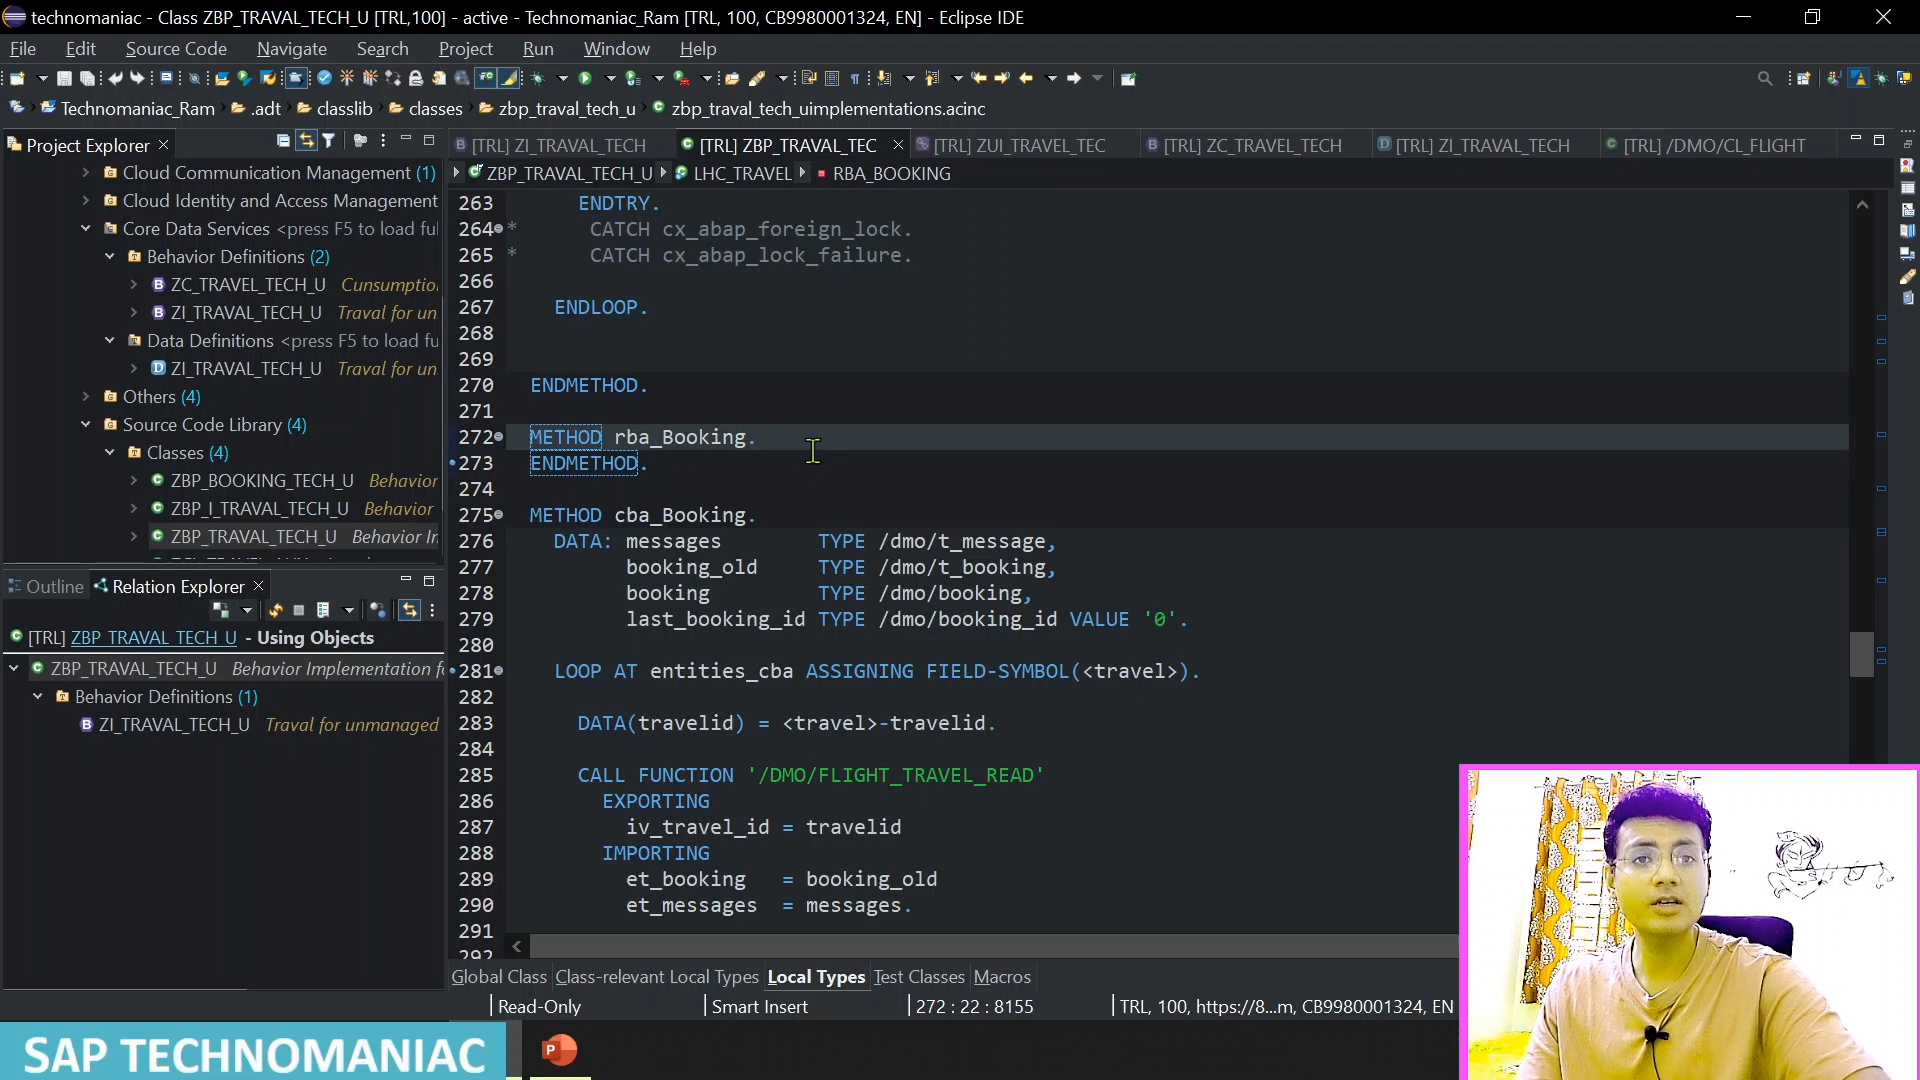 technomaniac - Class ZBP_TRAVAL_TECH_U [TRL,100] - active - Technomaniac_Ram [TRL, 100, CB9980001324, EN] - Eclipse IDE
File Edit Source Code Navigate Search Project Run Window Help
Technomaniac_Ram .adt classlib classes zbp_traval_tech_u zbp_traval_tech_uimplementations.acinc
Project Explorer
[TRL] ZI_TRAVAL_TECH [TRL] ZBP_TRAVAL_TEC [TRL] ZUI_TRAVEL_TEC [TRL] ZC_TRAVEL_TECH [TRL] ZI_TRAVAL_TECH [TRL] /DMO/CL_FLIGHT
ZBP_TRAVAL_TECH_U LHC_TRAVEL RBA_BOOKING
Cloud Communication Management (1)
Cloud Identity and Access Management
Core Data Services <press F5 to load ful
Behavior Definitions (2)
ZC_TRAVEL_TECH_U Cunsumptio
ZI_TRAVAL_TECH_U Traval for un
Data Definitions <press F5 to load fu
ZI_TRAVAL_TECH_U Traval for un
Others (4)
Source Code Library (4)
Classes (4)
ZBP_BOOKING_TECH_U Behavior
ZBP_I_TRAVAL_TECH_U Behavior
ZBP_TRAVAL_TECH_U Behavior In
Outline Relation Explorer
[TRL] ZBP_TRAVAL_TECH_U - Using Objects
ZBP_TRAVAL_TECH_U Behavior Implementation fo
Behavior Definitions (1)
ZI_TRAVAL_TECH_U Traval for unmanaged
263 ENDTRY.
264 * CATCH cx_abap_foreign_lock.
265 * CATCH cx_abap_lock_failure.
266
267 ENDLOOP.
268
269
270 ENDMETHOD.
271
272 METHOD rba_Booking.
273 ENDMETHOD.
274
275 METHOD cba_Booking.
276 DATA: messages TYPE /dmo/t_message,
277 booking_old TYPE /dmo/t_booking,
278 booking TYPE /dmo/booking,
279 last_booking_id TYPE /dmo/booking_id VALUE '0'.
280
281 LOOP AT entities_cba ASSIGNING FIELD-SYMBOL(<travel>).
282
283 DATA(travelid) = <travel>-travelid.
284
285 CALL FUNCTION '/DMO/FLIGHT_TRAVEL_READ'
286 EXPORTING
287 iv_travel_id = travelid
288 IMPORTING
289 et_booking = booking_old
290 et_messages = messages.
291
292
Global Class Class-relevant Local Types Local Types Test Classes Macros
Read-Only Smart Insert 272 : 22 : 8155 TRL, 100, https://8...m, CB9980001324, EN
SAP TECHNOMANIAC
P